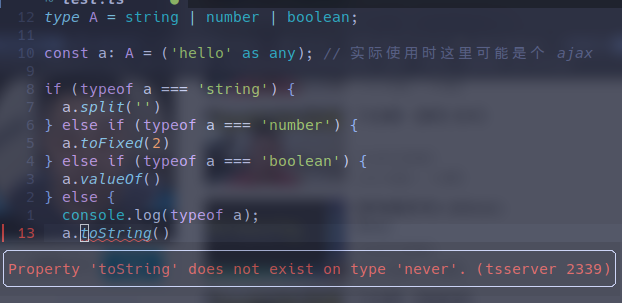 test.ts
12 type A = string | number | boolean;
11
10 const a: A = ('hello' as any); // 实际使用时这里可能是个 ajax
9
8 if (typeof a === 'string') {
7   a.split('')
6 } else if (typeof a === 'number') {
5   a.toFixed(2)
4 } else if (typeof a === 'boolean') {
3   a.valueOf()
2 } else {
1   console.log(typeof a);
13   a.toString()
Property 'toString' does not exist on type 'never'. (tsserver 2339)